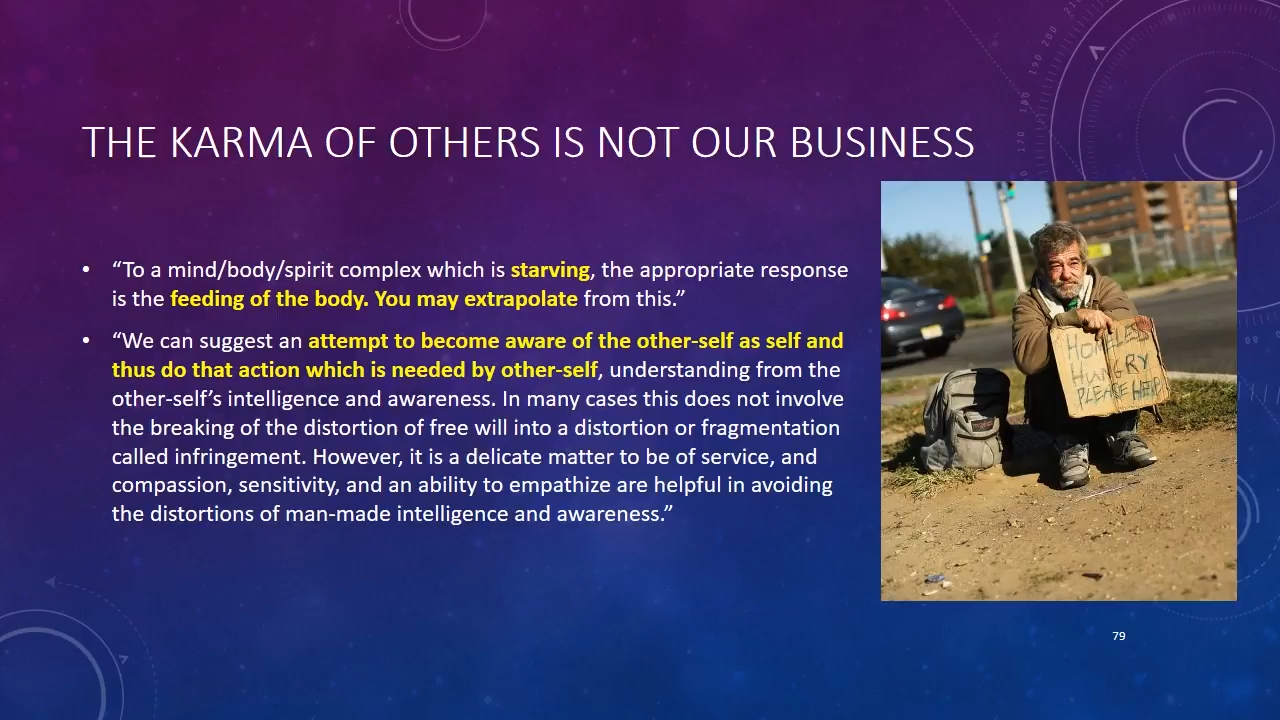 THE KARMA OF OTHERS IS NOT OUR BUSINESS
• “To a mind/body/spirit complex which is starving, the appropriate response
is the feeding of the body. You may extrapolate from this.”
• “We can suggest an attempt to become aware of the other-self as self and
thus do that action which is needed by other-self, understanding from the
other-self’s intelligence and awareness. In many cases this does not involve
the breaking of the distortion of free will into a distortion or fragmentation
called infringement. However, it is a delicate matter to be of service, and
compassion, sensitivity, and an ability to empathize are helpful in avoiding
the distortions of man-made intelligence and awareness.”
HOMELESS
HUNGRY
PLEASE HELP
79
210
200
190
180
170
80